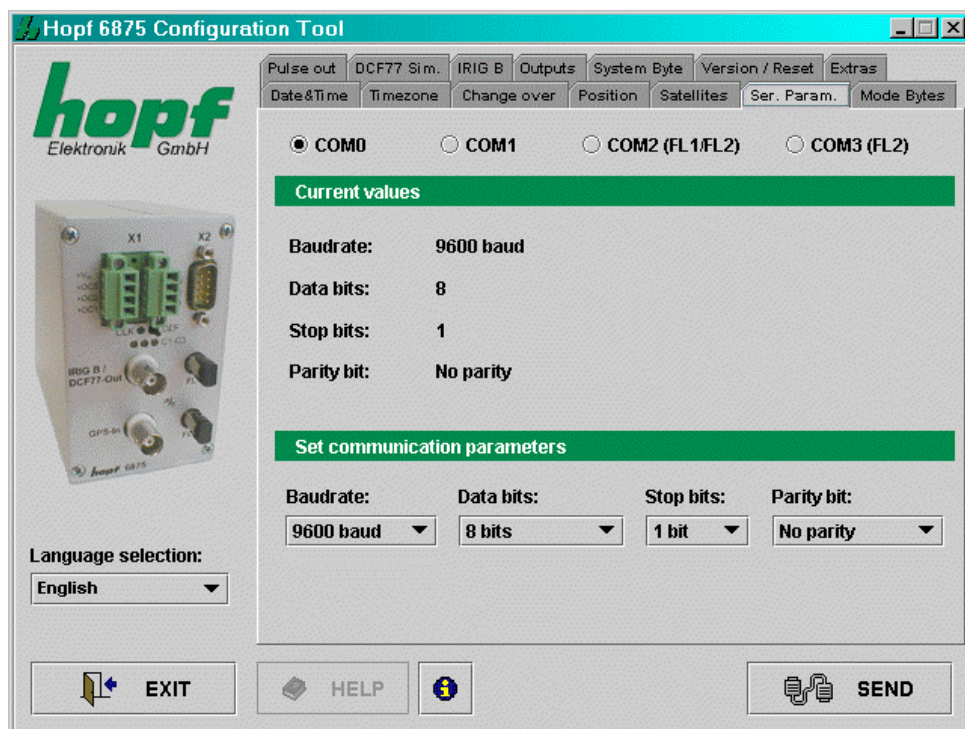 Hopf 6875 Configuration Tool
hopf
Elektronik GmbH
Pulse out DCF77 Sim. IRIG B Outputs System Byte Version / Reset Extras
Date&Time Timezone Change over Position Satellites Ser. Param. Mode Bytes
COM0 COM1 COM2 (FL1/FL2) COM3 (FL2)
Current values
Baudrate: 9600 baud
Data bits: 8
Stop bits: 1
Parity bit: No parity
Set communication parameters
Baudrate: Data bits: Stop bits: Parity bit:
9600 baud 8 bits 1 bit No parity
X1 X2
CLK
C1-C3
IRIG B /
DCF77-Out
GPS-In
hopf 6875
Language selection:
English
EXIT HELP SEND